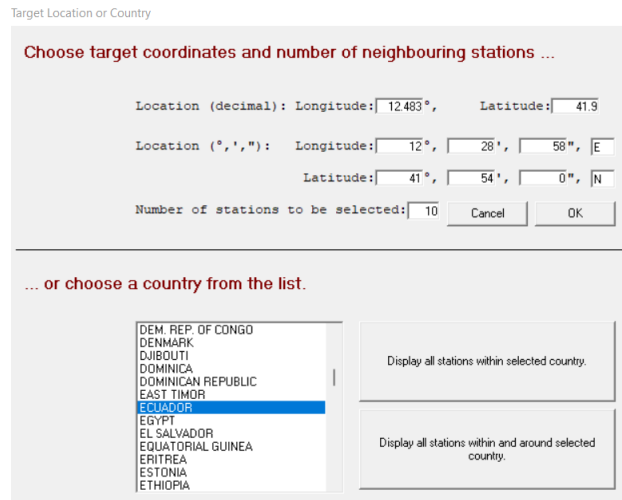 Target Location or Country
Choose target coordinates and number of neighbouring stations ...
Location (decimal): Longitude: 12.483 °, Latitude: 41.9
Location (°,',"): Longitude: 12 °, 28 ', 58 ", E
Latitude: 41 °, 54 ', 0 ", N
Number of stations to be selected: 10 Cancel OK
... or choose a country from the list.
DEM. REP. OF CONGO
DENMARK
DJIBOUTI
DOMINICA
DOMINICAN REPUBLIC
EAST TIMOR
ECUADOR
EGYPT
EL SALVADOR
EQUATORIAL GUINEA
ERITREA
ESTONIA
ETHIOPIA
Display all stations within selected country.
Display all stations within and around selected
country.